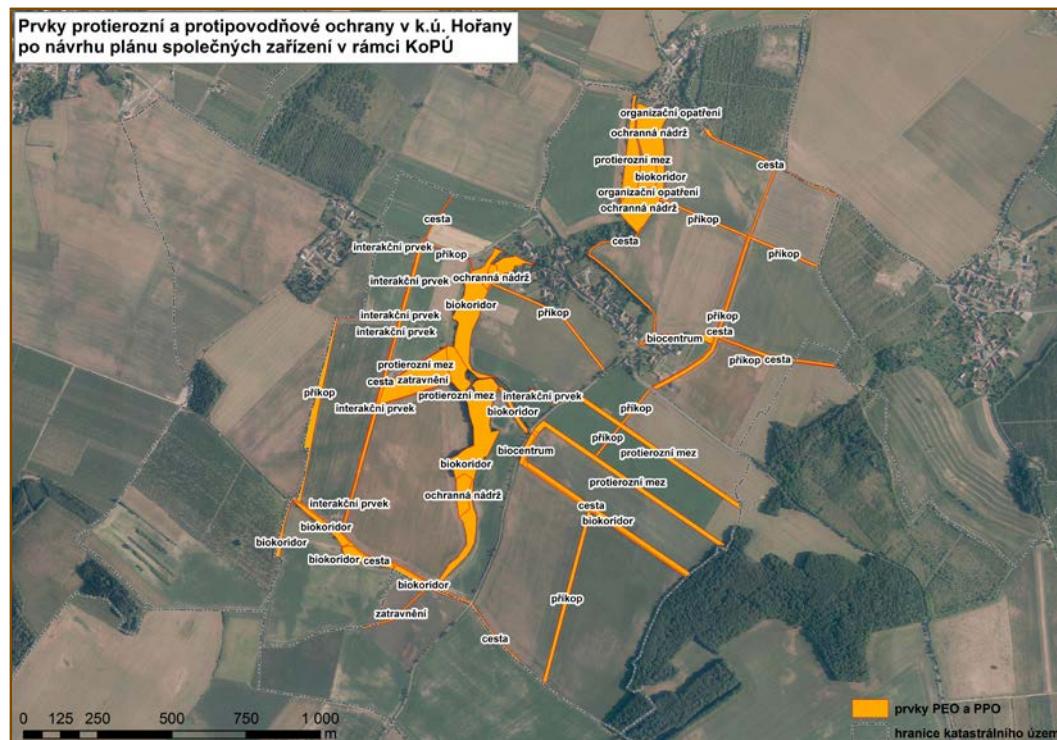 Prvky protierozní a protipovodňové ochrany v k.ú. Hořany
po návrhu plánu společných zařízení v rámci KoPÚ
organizační opatření
ochranná nádrž
protierozní mez
cesta
biokoridor
organizační opatření
ochranná nádrž
cesta
příkop
cesta
interakční prvek
příkop
ochranná nádrž
interakční prvek
biokoridor
interakční prvek
příkop
příkop
interakční prvek
cesta
biocentrum
protierozní mez
příkop
cesta
zatravnění
cesta
příkop
protierozní mez
interakční prvek
interakční prvek
biokoridor
příkop
příkop
biocentrum
protierozní mez
biokoridor
protierozní mez
ochranná nádrž
interakční prvek
cesta
biokoridor
biokoridor
biokoridor
biokoridor
cesta
biokoridor
příkop
zatravnění
cesta
prvky PEO a PPO
hranice katastrálního území
0 125 250 500 750 1 000
m